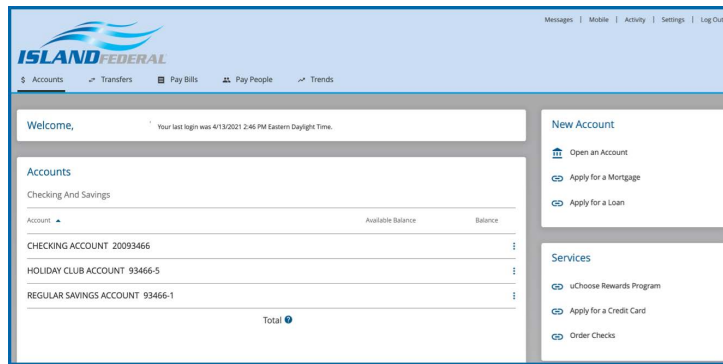 Messages | Mobile | Activity | Settings | Log Out
ISLANDFEDERAL
$ Accounts Transfers Pay Bills Pay People Trends
Welcome, Your last login was 4/13/2021 2:46 PM Eastern Daylight Time.
Accounts
Checking And Savings
Account Available Balance Balance
CHECKING ACCOUNT 20093466
HOLIDAY CLUB ACCOUNT 93466-5
REGULAR SAVINGS ACCOUNT 93466-1
Total ?
New Account
Open an Account
Apply for a Mortgage
Apply for a Loan
Services
uChoose Rewards Program
Apply for a Credit Card
Order Checks